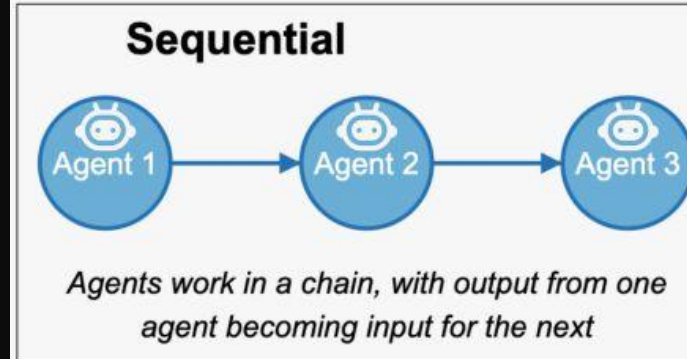 Sequential
Agent 1 Agent 2 Agent 3
Agents work in a chain, with output from one
agent becoming input for the next